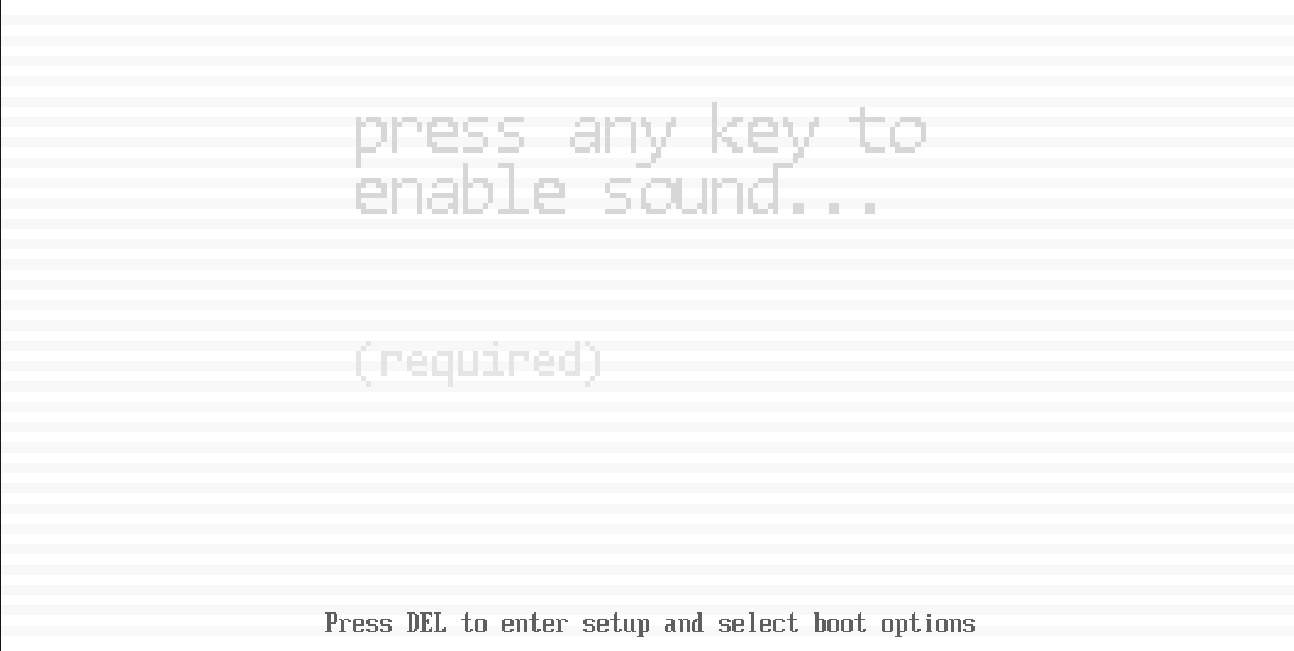 press any key to
enable sound...
(required)
Press DEL to enter setup and select boot options